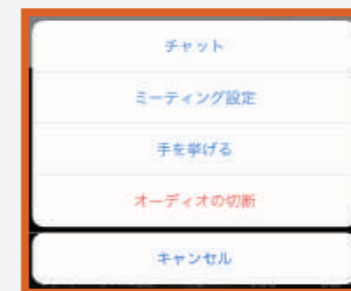 チャット
ミーティング設定
手を挙げる
オーディオの切断
キャンセル